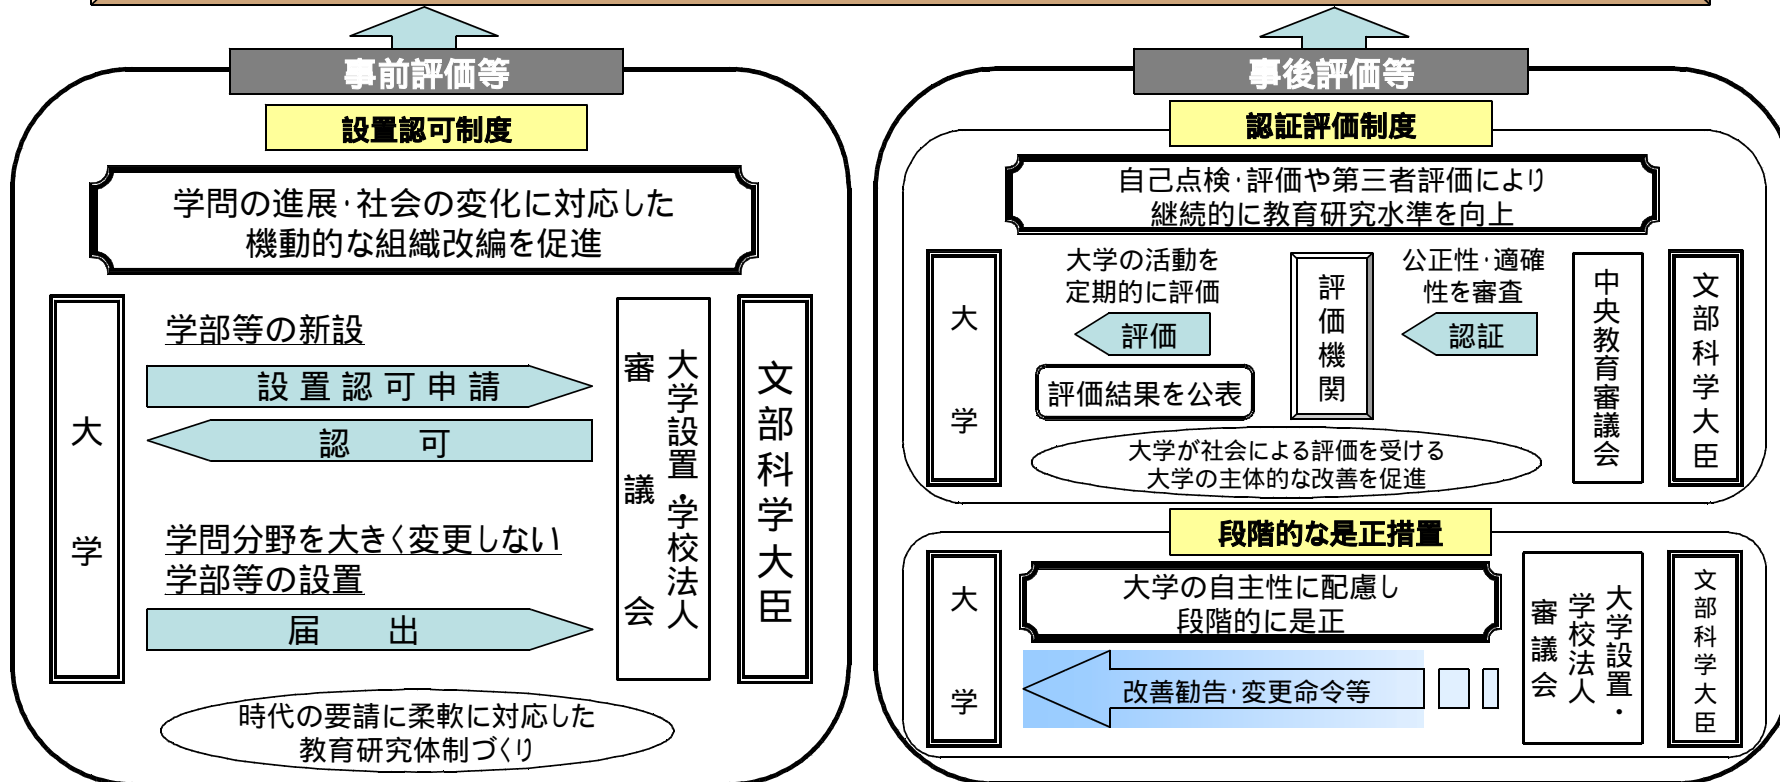 事前評価等
設置認可制度
学問の進展・社会の変化に対応した
機動的な組織改編を促進
大学
学部等の新設
設置認可申請
認可
学問分野を大きく変更しない
学部等の設置
届出
大学設置・学校法人
審議会
文部科学大臣
時代の要請に柔軟に対応した
教育研究体制づくり
事後評価等
認証評価制度
自己点検・評価や第三者評価により
継続的に教育研究水準を向上
大学
大学の活動を
定期的に評価
評価
評価結果を公表
評価機関
公正性・適確
性を審査
認証
中央教育審議会
文部科学大臣
大学が社会による評価を受ける
大学の主体的な改善を促進
段階的な是正措置
大学
大学の自主性に配慮し
段階的に是正
改善勧告・変更命令等
大学設置・
学校法人
審議会
文部科学大臣